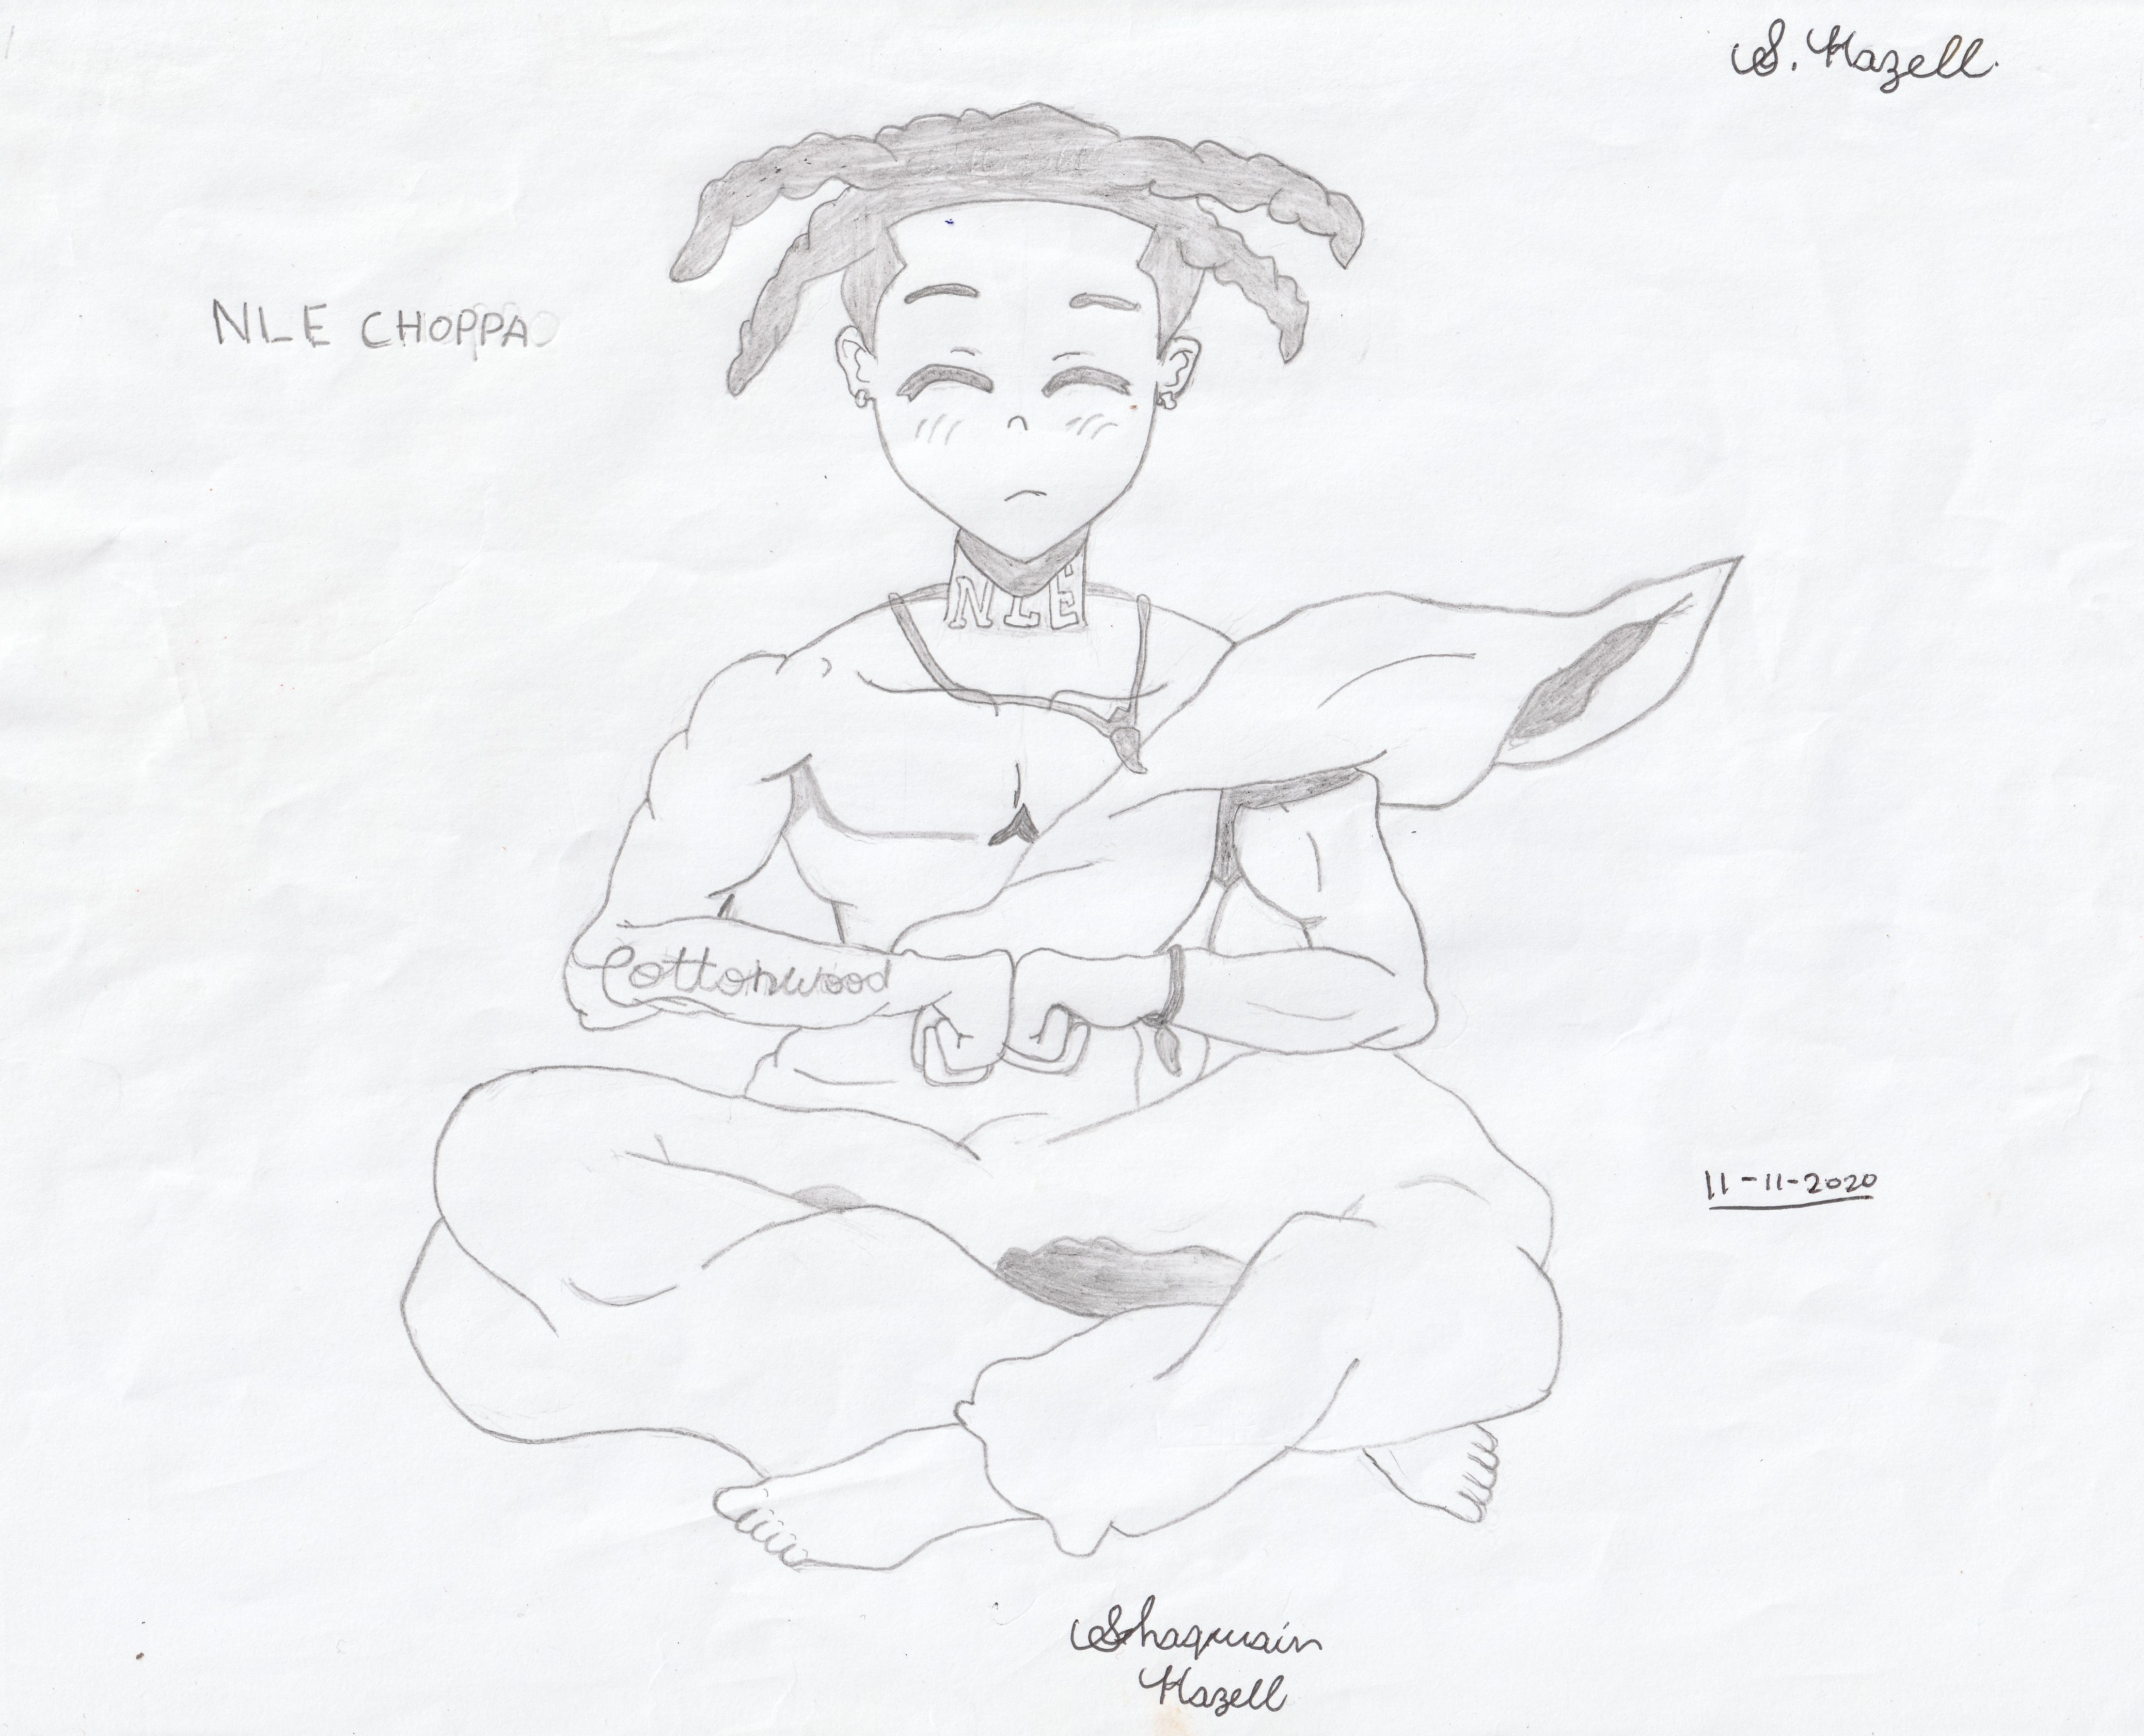 S. Hazell.
NLE CHOPPA
NLE
Cottonwood
11-11-2020
Shaquain
Hazell